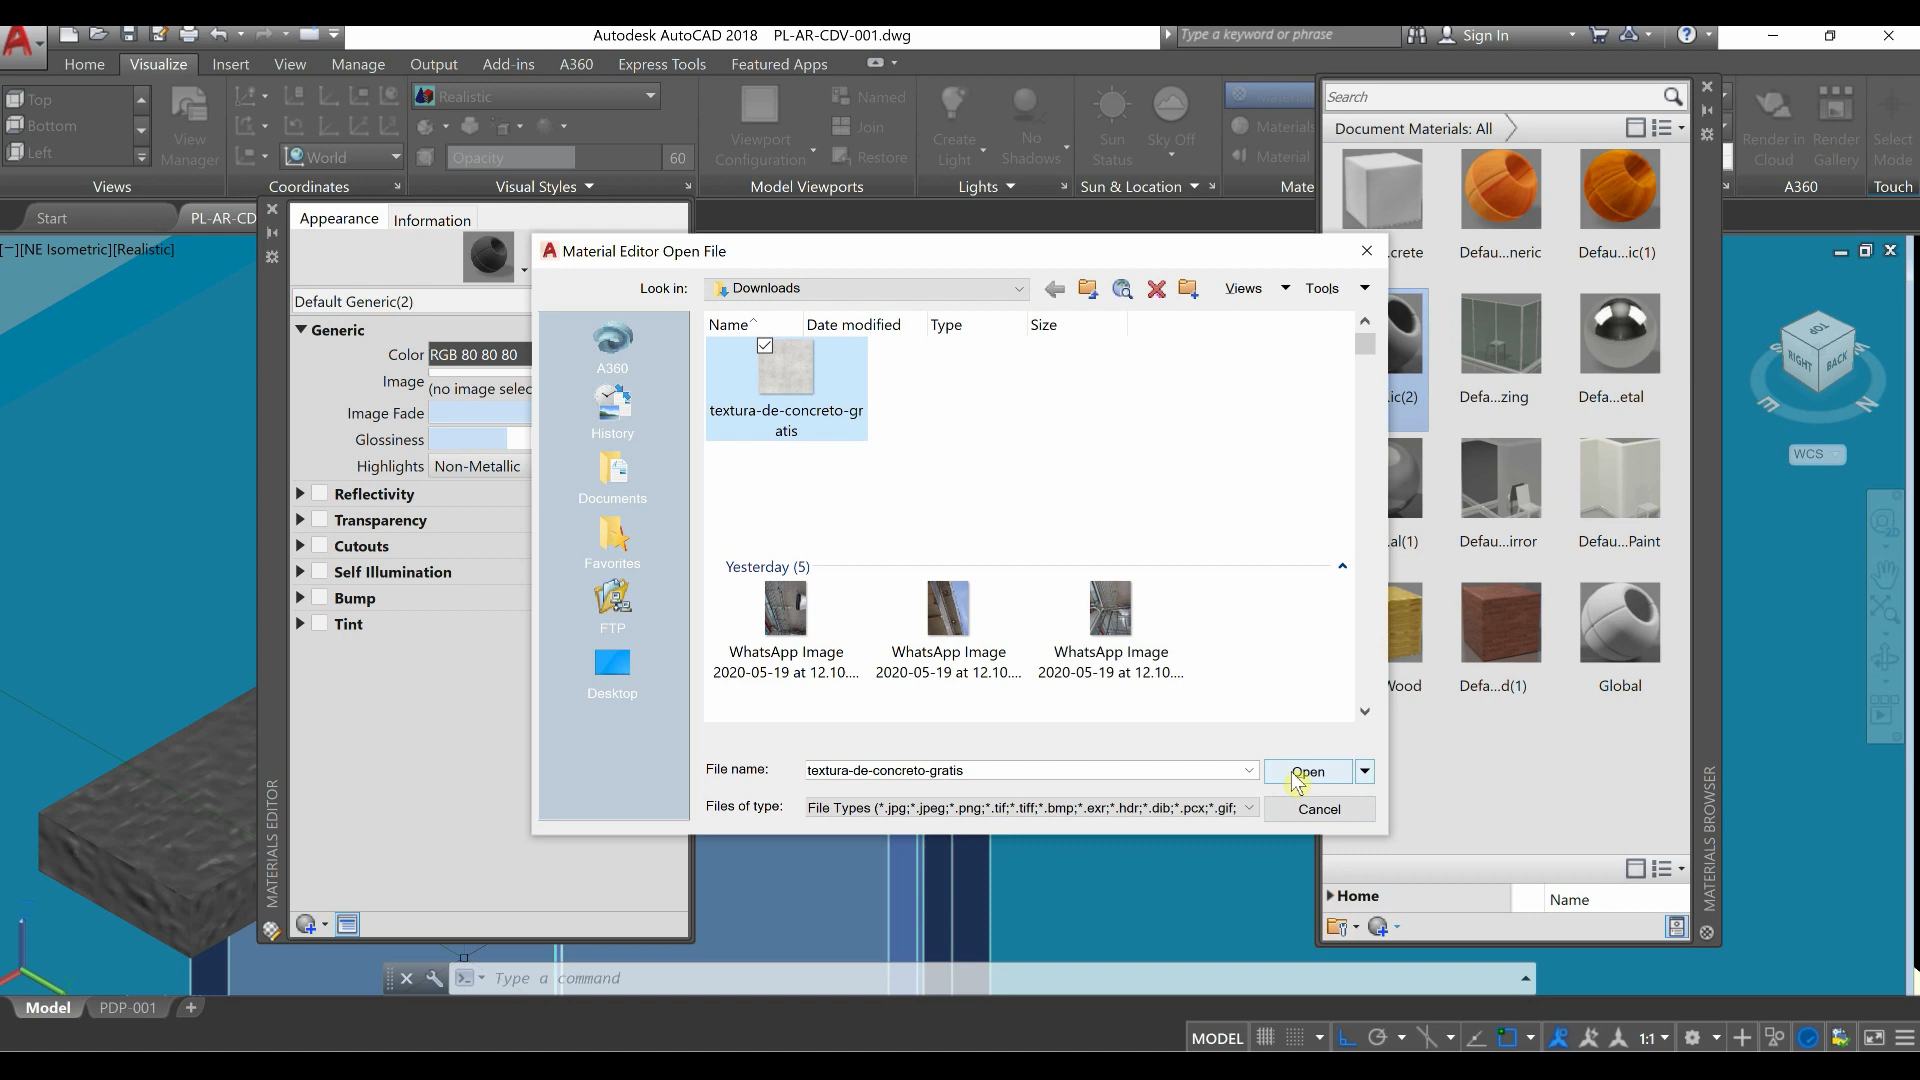 Autodesk AutoCAD 2018 PL-AR-CDV-001.dwg
Type a keyword or phrase
Sign In
Home Visualize Insert View Manage Output Add-ins A360 Express Tools Featured Apps
Top
Bottom
Left
View
Manager
World
Realistic
Opacity
60
Viewport
Configuration
Named
Join
Restore
Create
Light
No
Shadows
Sun
Status
Sky Off
Materials
Material
Render in
Cloud
Render
Gallery
Select
Mode
Views
Coordinates
Visual Styles
Model Viewports
Lights
Sun & Location
Mate
A360
Touch
Start
PL-AR-CD
[−][NE Isometric][Realistic]
Appearance
Information
Default Generic(2)
Generic
Color RGB 80 80 80
Image (no image selec
Image Fade
Glossiness
Highlights Non-Metallic
Reflectivity
Transparency
Cutouts
Self Illumination
Bump
Tint
MATERIALS EDITOR
Material Editor Open File
Look in: Downloads
Views
Tools
A360
History
Documents
Favorites
FTP
Desktop
Name Date modified Type Size
textura-de-concreto-gr
atis
Yesterday (5)
WhatsApp Image
2020-05-19 at 12.10....
WhatsApp Image
2020-05-19 at 12.10....
WhatsApp Image
2020-05-19 at 12.10....
File name: textura-de-concreto-gratis
Open
Files of type: File Types (*.jpg;*.jpeg;*.png;*.tif;*.tiff;*.bmp;*.exr;*.hdr;*.dib;*.pcx;*.gif;
Cancel
Search
Document Materials: All
crete
Defau...neric
Defau...ic(1)
ic(2)
Defa...zing
Defa...etal
al(1)
Defau...irror
Defau...Paint
Wood
Defa...d(1)
Global
Home
Name
MATERIALS BROWSER
TOP
RIGHT
BACK
M
N
E
WCS
Type a command
Model
PDP-001
MODEL
1:1